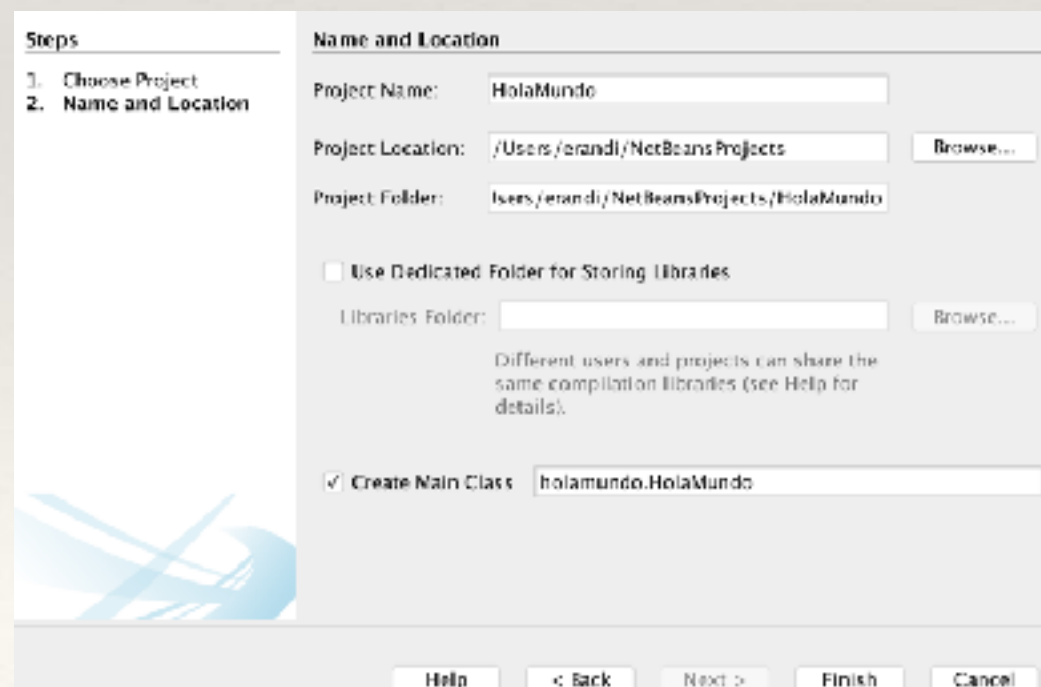 Steps
1. Choose Project
2. Name and Location
Name and Location
Project Name: HolaMundo
Project Location: /Users/erandi/NetBeansProjects Browse...
Project Folder: Isers/erandi/NetBeansProjects/HolaMundo
Use Dedicated Folder for Storing Libraries
Libraries Folder: Browse...
Different users and projects can share the
same compilation libraries (see Help for
details).
Create Main Class holamundo.HolaMundo
Help < Back Next > Finish Cancel